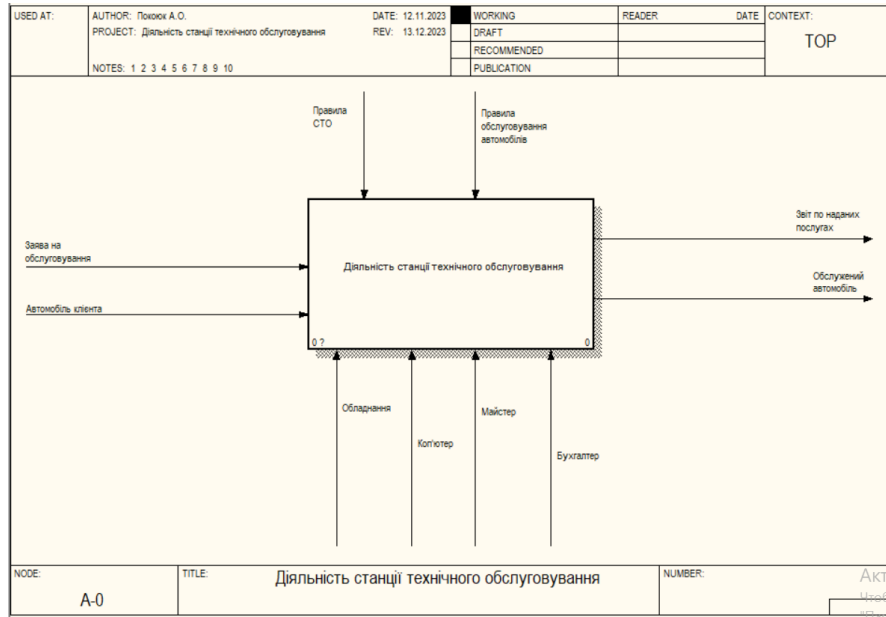 USED AT:
AUTHOR: Покоюк А.О.
DATE: 12.11.2023
WORKING
READER
DATE
CONTEXT:
PROJECT: Діяльність станції технічного обслуговування
REV: 13.12.2023
DRAFT
TOP
RECOMMENDED
NOTES: 1 2 3 4 5 6 7 8 9 10
PUBLICATION
Правила
СТО
Правила
обслуговування
автомобілів
Звіт по наданих
послугах
Заява на
обслуговування
Діяльність станції технічного обслуговування
Обслужений
автомобіль
Автомобіль клієнта
0 ?
0
Обладнання
Майстер
Коп'ютер
Бухгалтер
NODE:
TITLE:
Діяльність станції технічного обслуговування
NUMBER:
A-0